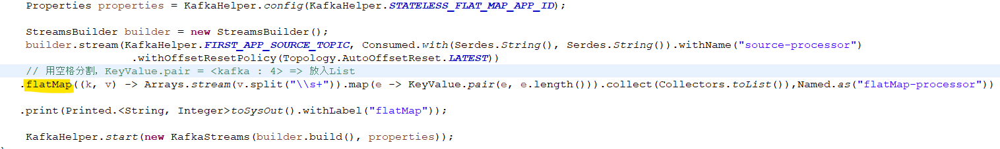 Properties properties = KafkaHelper.config(KafkaHelper.STATELESS_FLAT_MAP_APP_ID);
StreamsBuilder builder = new StreamsBuilder();
builder.stream(KafkaHelper.FIRST_APP_SOURCE_TOPIC, Consumed.with(Serdes.String(), Serdes.String()).withName("source-processor")
.withOffsetResetPolicy(Topology.AutoOffsetReset.LATEST))
// 用空格分割，KeyValue.pair = <kafka : 4> => 放入List
.flatMap((k, v) -> Arrays.stream(v.split("\\s+")).map(e -> KeyValue.pair(e, e.length())).collect(Collectors.toList()),Named.as("flatMap-processor"))
.print(Printed.<String, Integer>toSysOut().withLabel("flatMap"));
KafkaHelper.start(new KafkaStreams(builder.build(), properties));